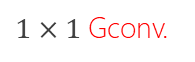 1 × 1 Gconv.